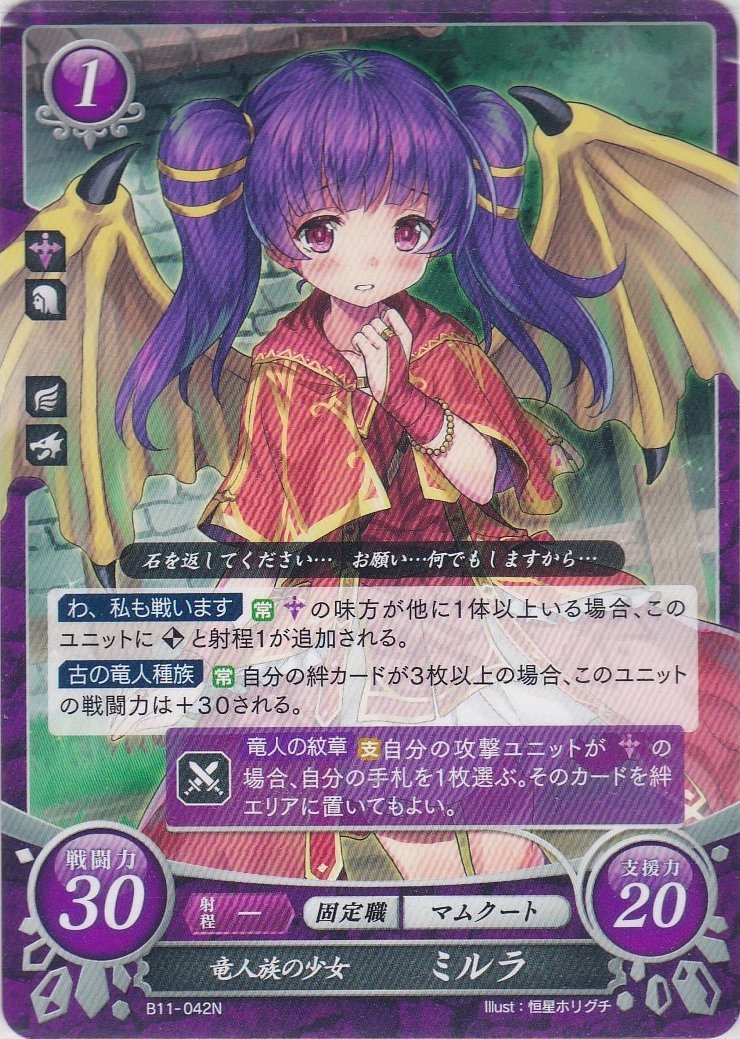 1
石を返してください… お願い…何でもしますから…
わ、私も戦います 常 の味方が他に1体以上いる場合、この
ユニットに と射程1が追加される。
古の竜人種族 常 自分の絆カードが3枚以上の場合、このユニット
の戦闘力は＋30される。
竜人の紋章 支 自分の攻撃ユニットが の
場合、自分の手札を1枚選ぶ。そのカードを絆
エリアに置いてもよい。
戦闘力
30
射程 ― 固定職 マムクート
支援力
20
竜人族の少女 ミルラ
B11-042N Illust：恒星ホリグチ